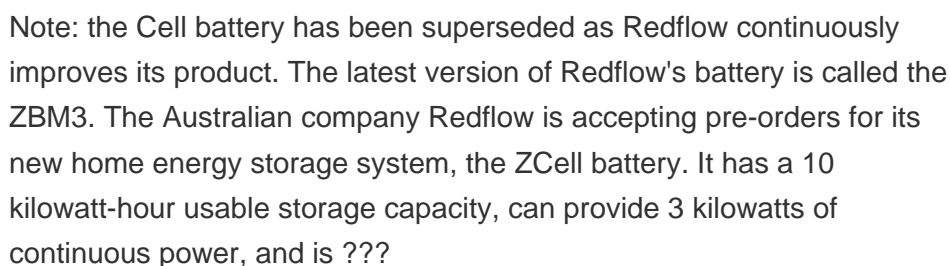 Note: the Cell battery has been superseded as Redflow continuously
improves its product. The latest version of Redflow's battery is called the
ZBM3. The Australian company Redflow is accepting pre-orders for its
new home energy storage system, the ZCell battery. It has a 10
kilowatt-hour usable storage capacity, can provide 3 kilowatts of
continuous power, and is ???